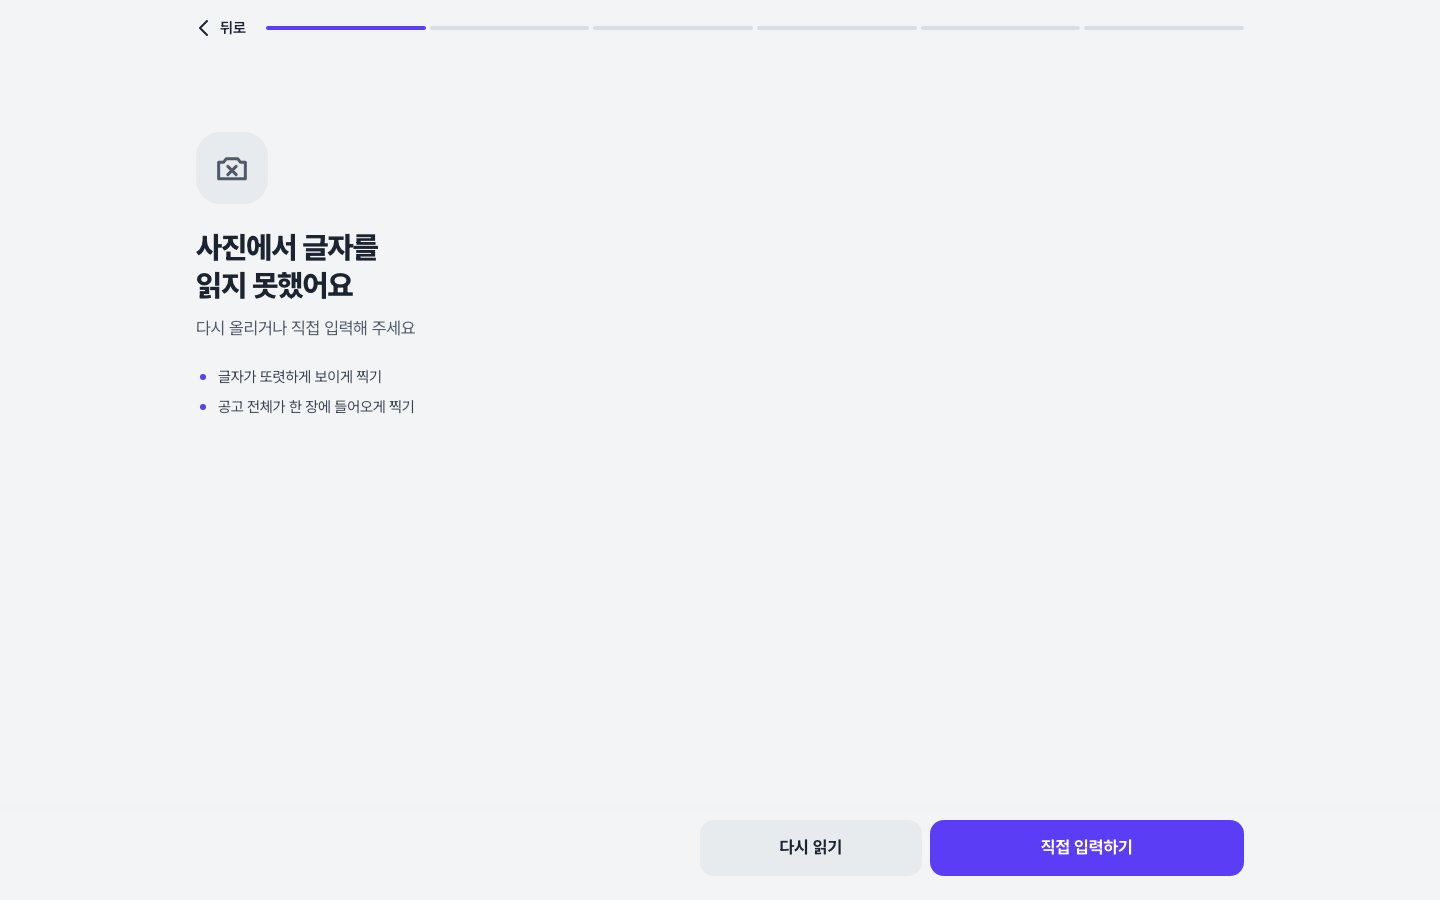 뒤로
사진에서 글자를
읽지 못했어요
다시 올리거나 직접 입력해 주세요
글자가 또렷하게 보이게 찍기
공고 전체가 한 장에 들어오게 찍기
다시 읽기
직접 입력하기